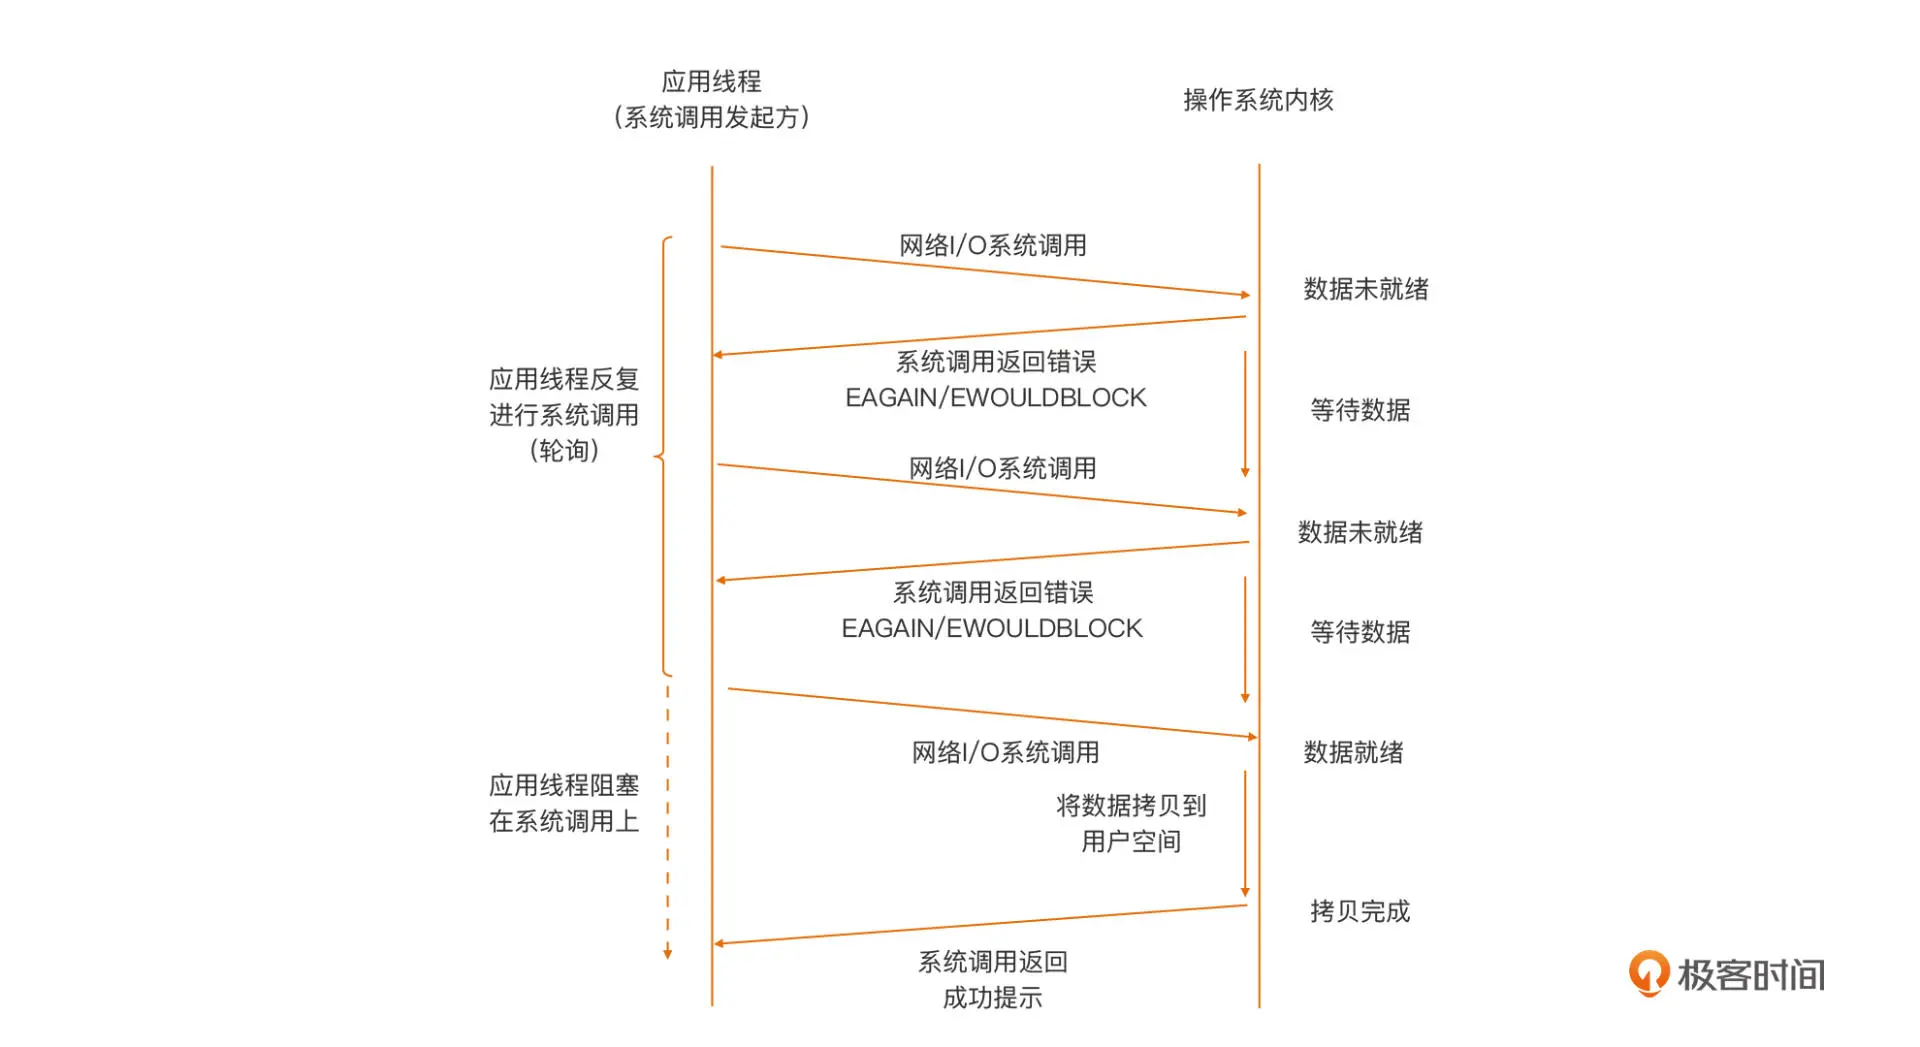 应用线程
（系统调用发起方）
操作系统内核
网络I/O系统调用
数据未就绪
系统调用返回错误
EAGAIN/EWOULDBLOCK
应用线程反复
进行系统调用
（轮询）
等待数据
网络I/O系统调用
数据未就绪
系统调用返回错误
EAGAIN/EWOULDBLOCK
等待数据
网络I/O系统调用
数据就绪
应用线程阻塞
在系统调用上
将数据拷贝到
用户空间
拷贝完成
系统调用返回
成功提示
极客时间